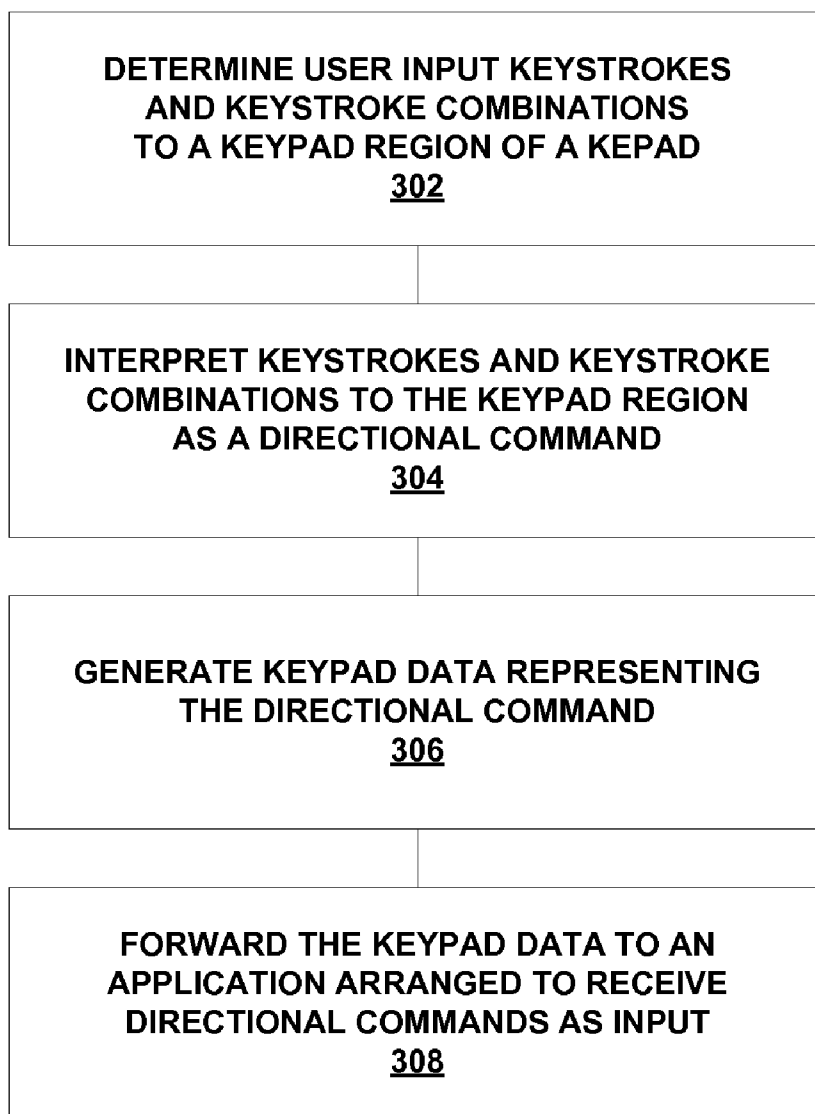 DETERMINE USER INPUT KEYSTROKES
AND KEYSTROKE COMBINATIONS
TO A KEYPAD REGION OF A KEPAD
302
INTERPRET KEYSTROKES AND KEYSTROKE
COMBINATIONS TO THE KEYPAD REGION
AS A DIRECTIONAL COMMAND
304
GENERATE KEYPAD DATA REPRESENTING
THE DIRECTIONAL COMMAND
306
FORWARD THE KEYPAD DATA TO AN
APPLICATION ARRANGED TO RECEIVE
DIRECTIONAL COMMANDS AS INPUT
308